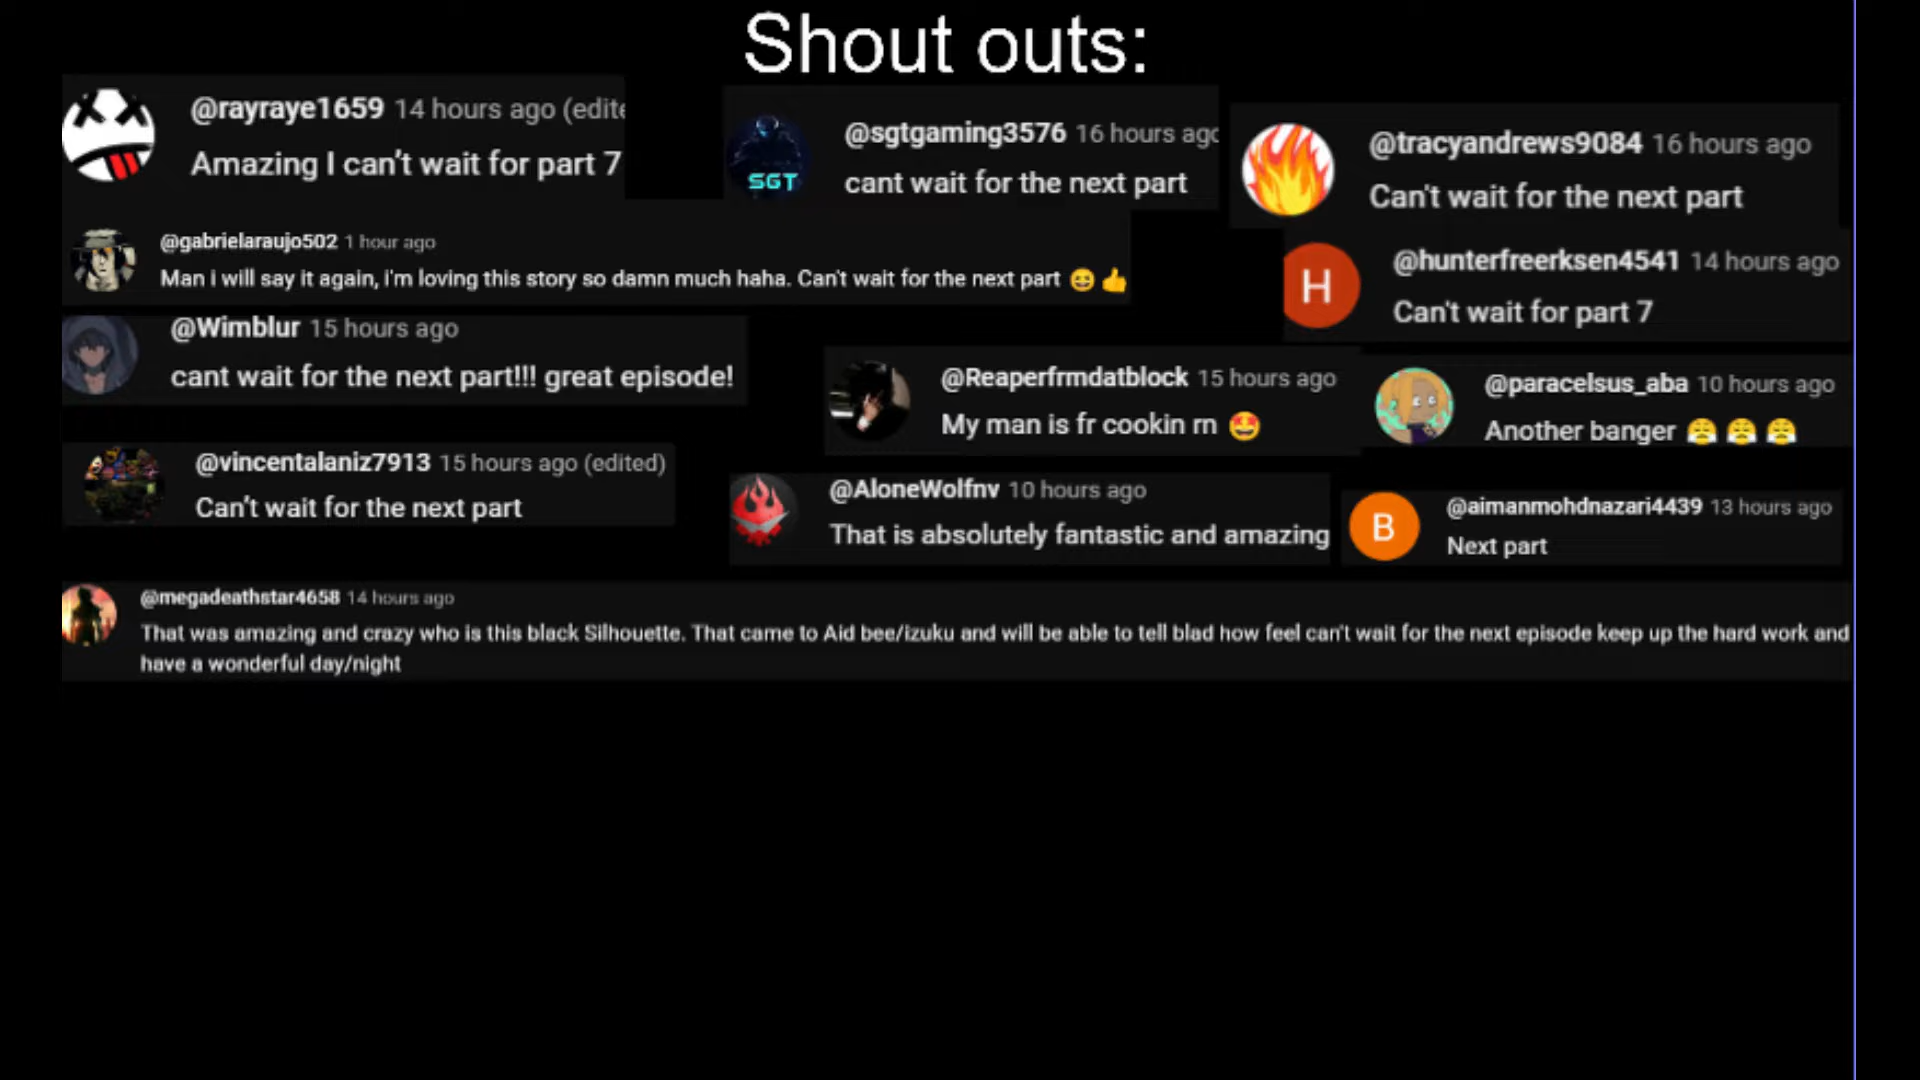 Shout outs:
@rayraye1659 14 hours ago (edite
Amazing I can't wait for part 7
SGT
@sgtgaming3576 16 hours ago
cant wait for the next part
@tracyandrews9084 16 hours ago
Can't wait for the next part
@gabrielaraujo502 1 hour ago
Man i will say it again, i'm loving this story so damn much haha. Can't wait for the next part 😄 👍
H
@hunterfreerksen4541 14 hours ago
Can't wait for part 7
@Wimblur 15 hours ago
cant wait for the next part!!! great episode!
@Reaperfrmdatblock 15 hours ago
My man is fr cookin rn 🤩
@paracelsus_aba 10 hours ago
Another banger 😤 😤 😤
@vincentalaniz7913 15 hours ago (edited)
Can't wait for the next part
@AloneWolfnv 10 hours ago
That is absolutely fantastic and amazing
B
@aimanmohdnazari4439 13 hours ago
Next part
@megadeathstar4658 14 hours ago
That was amazing and crazy who is this black Silhouette. That came to Aid bee/izuku and will be able to tell blad how feel can't wait for the next episode keep up the hard work and
have a wonderful day/night